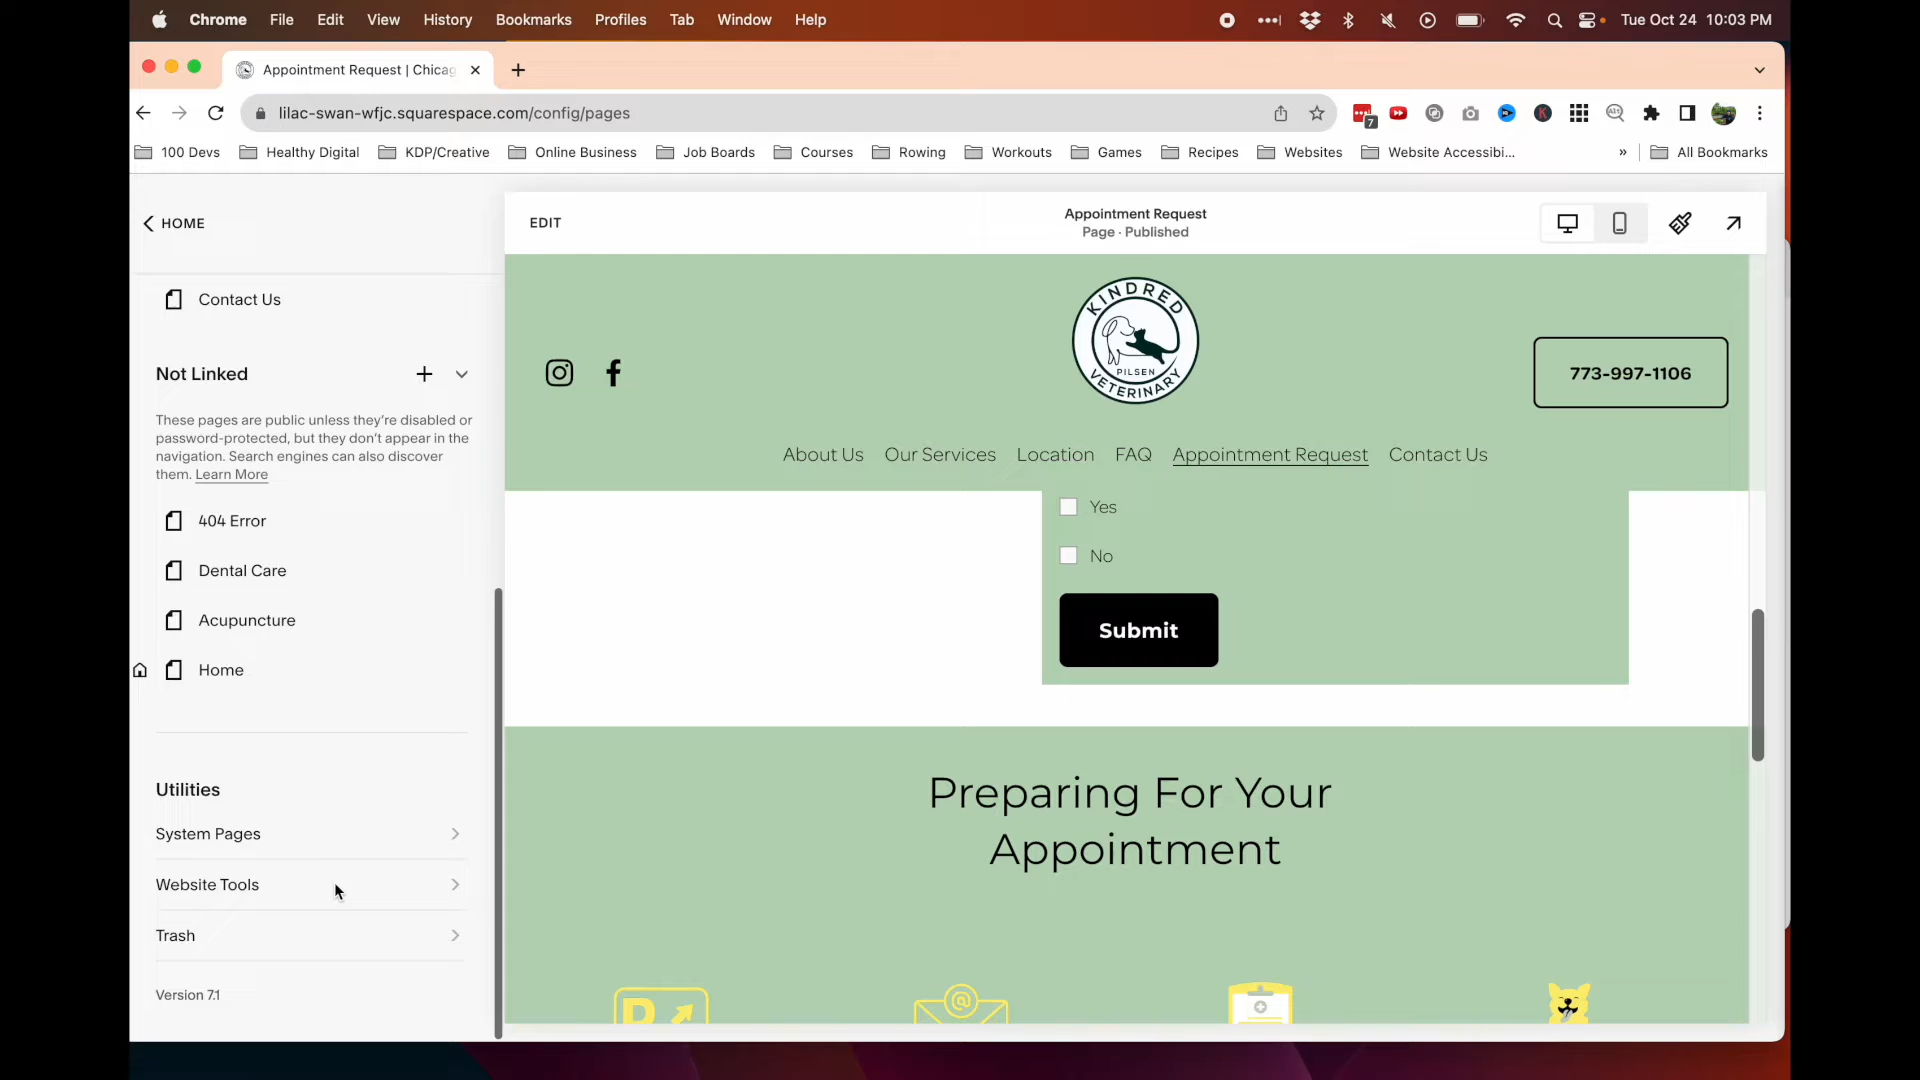 Chrome File Edit View History Bookmarks Profiles Tab Window Help Tue Oct 24 10:03 PM
Appointment Request | Chicag
lilac-swan-wfjc.squarespace.com/config/pages 7
100 Devs Healthy Digital KDP/Creative Online Business Job Boards Courses Rowing Workouts Games Recipes Websites Website Accessibi... » All Bookmarks
HOME
Contact Us
Not Linked
These pages are public unless they're disabled or
password-protected, but they don't appear in the
navigation. Search engines can also discover
them. Learn More
404 Error
Dental Care
Acupuncture
Home
Utilities
System Pages
Website Tools
Trash
Version 7.1
EDIT
Appointment Request
Page · Published
KINDRED
PILSEN
VETERINARY
773-997-1106
About Us Our Services Location FAQ Appointment Request Contact Us
Yes
No
Submit
Preparing For Your
Appointment